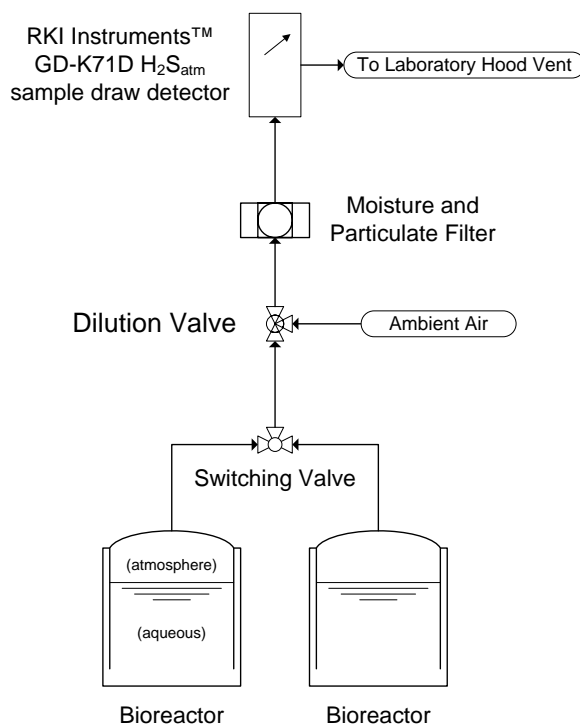 RKI Instruments™
GD-K71D H₂Sₐₜₘ
sample draw detector
To Laboratory Hood Vent
Moisture and
Particulate Filter
Dilution Valve
Ambient Air
Switching Valve
(atmosphere)
(aqueous)
Bioreactor
Bioreactor